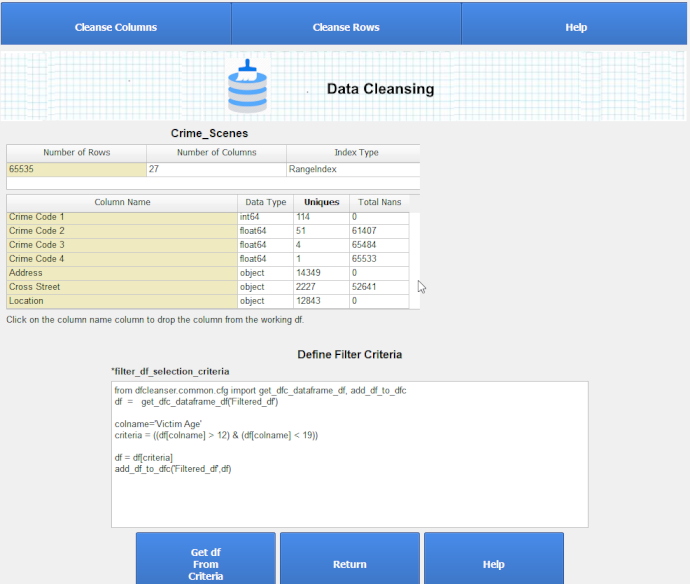 Cleanse Columns Cleanse Rows Help
Data Cleansing
Crime_Scenes
Number of Rows Number of Columns Index Type
65535 27 RangeIndex
Column Name Data Type Uniques Total Nans
Crime Code 1 int64 114 0
Crime Code 2 float64 51 61407
Crime Code 3 float64 4 65484
Crime Code 4 float64 1 65533
Address object 14349 0
Cross Street object 2227 52641
Location object 12843 0
Click on the column name column to drop the column from the working df.
Define Filter Criteria
*filter_df_selection_criteria
from dfcleanser.common.cfg import get_dfc_dataframe_df, add_df_to_dfc
df = get_dfc_dataframe_df('Filtered_df')
colname='Victim Age'
criteria = ((df[colname] > 12) & (df[colname] < 19))
df = df[criteria]
add_df_to_dfc('Filtered_df',df)
Get df
From
Criteria
Return
Help